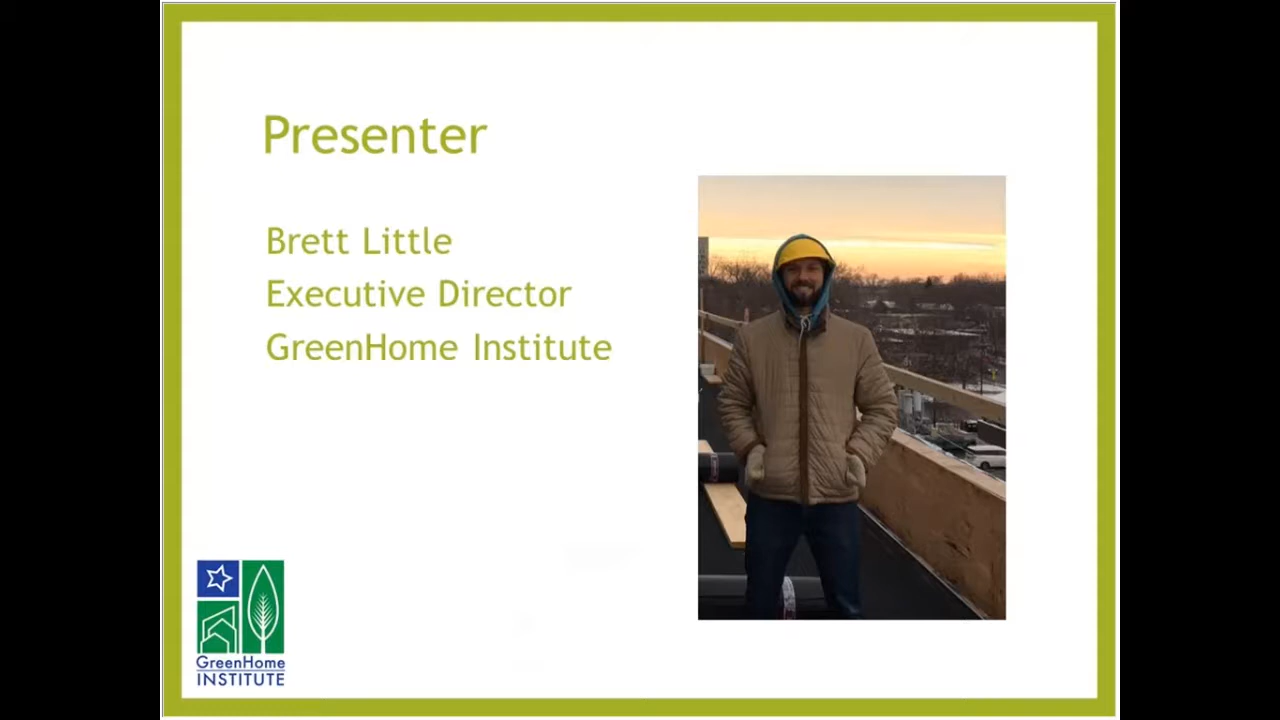 Presenter
Brett Little
Executive Director
GreenHome Institute
GreenHome
INSTITUTE